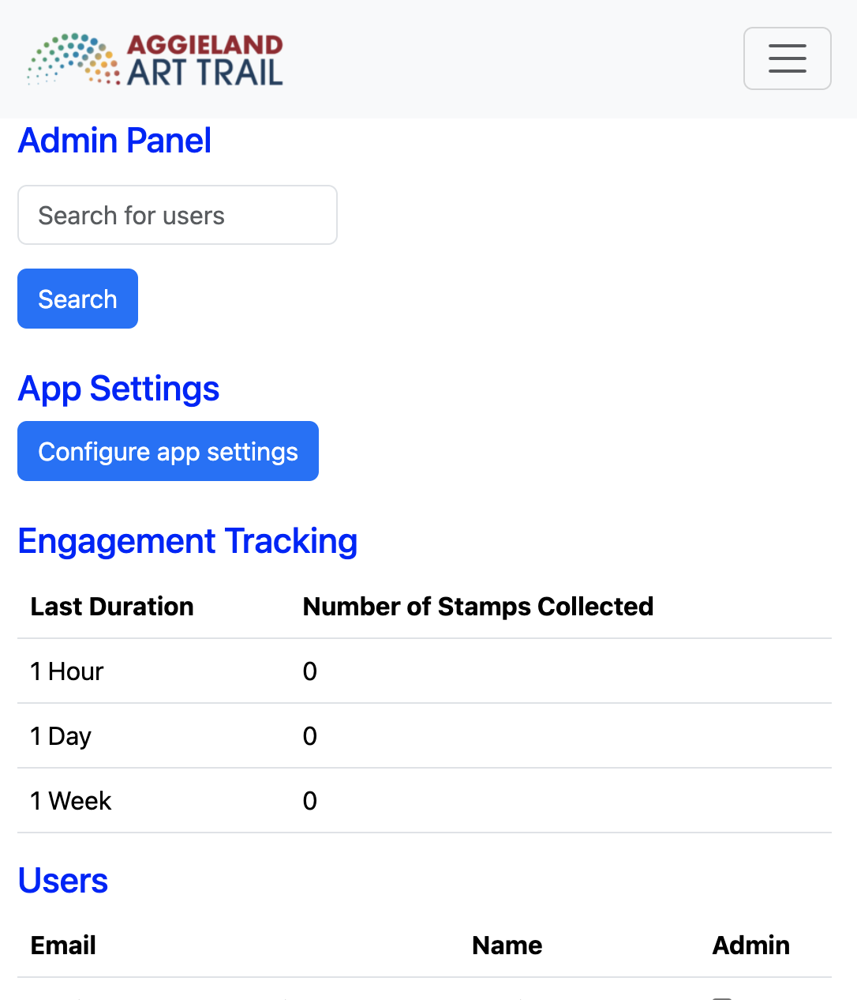 AGGIELAND
ART TRAIL
Admin Panel
Search for users
Search
App Settings
Configure app settings
Engagement Tracking
Last Duration Number of Stamps Collected
1 Hour 0
1 Day 0
1 Week 0
Users
Email Name Admin